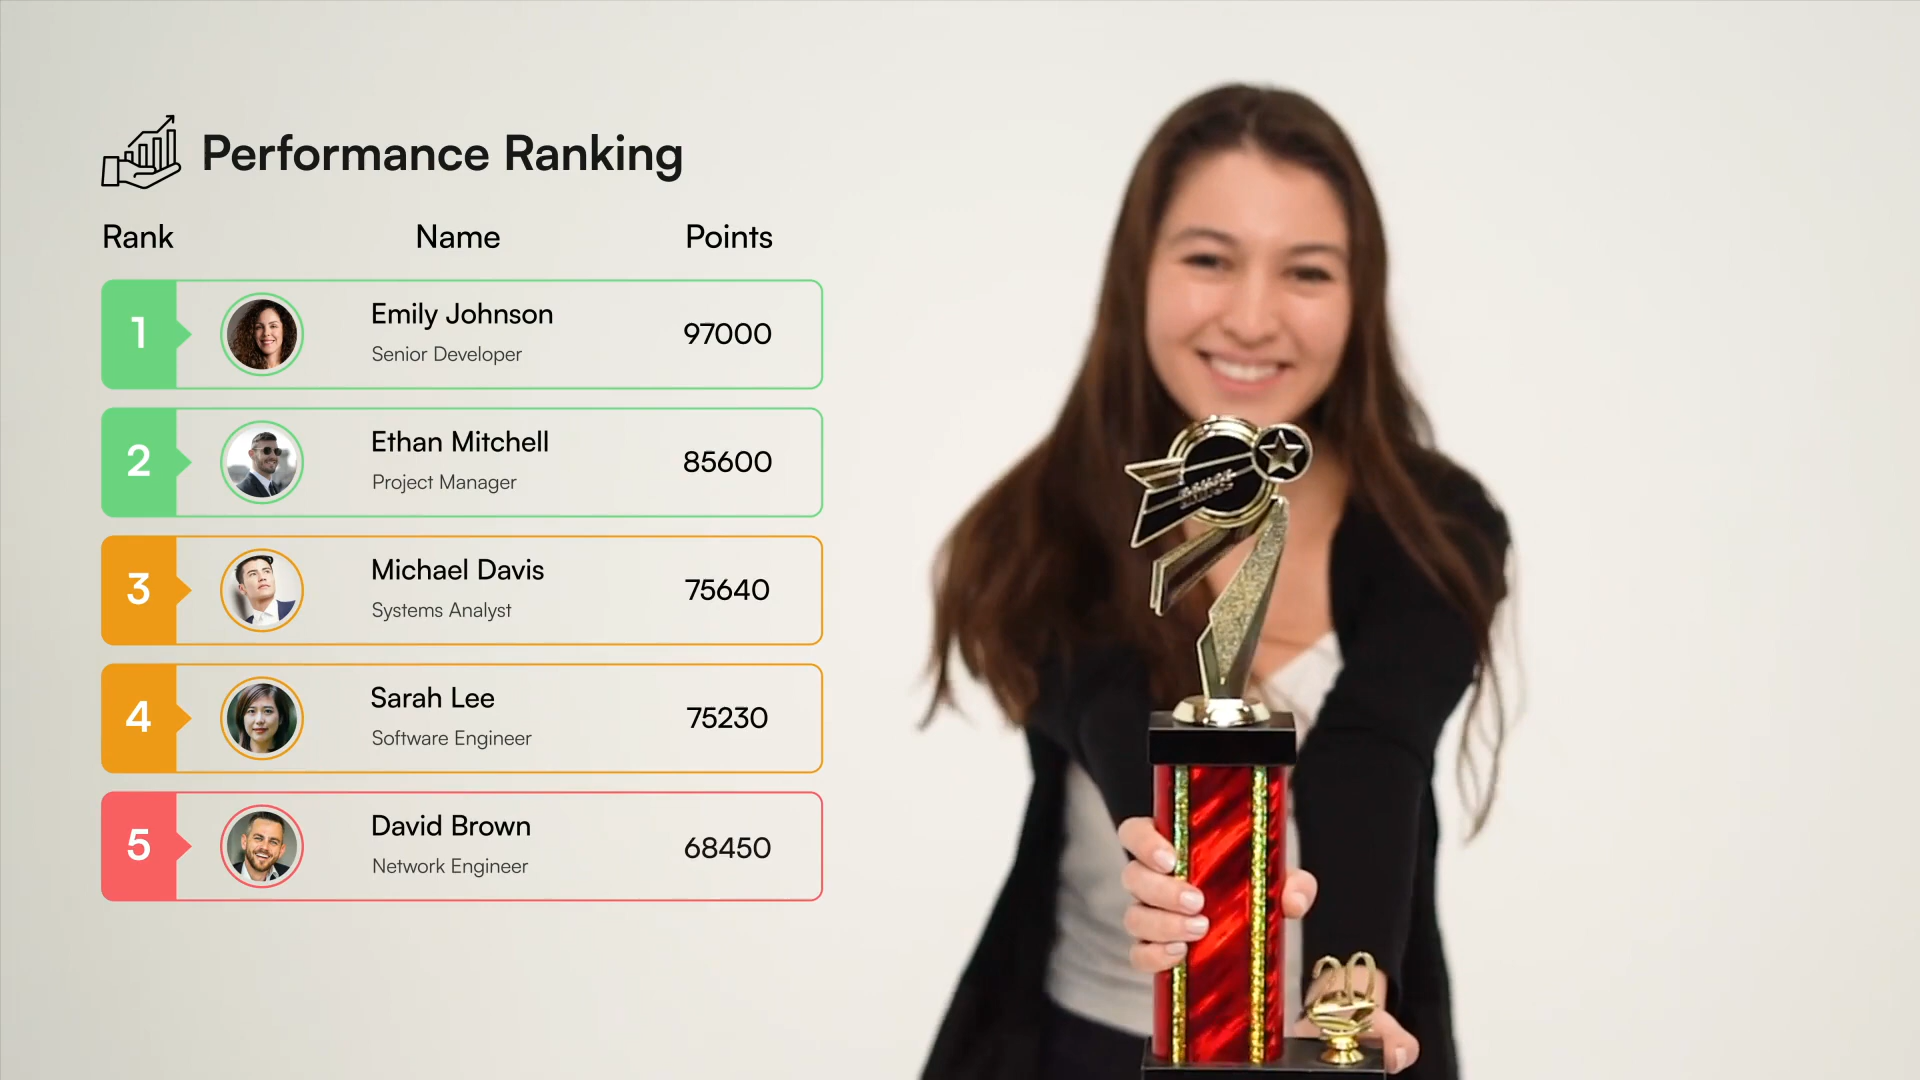 Performance Ranking
Rank Name Points
1 Emily Johnson 97000
Senior Developer
2 Ethan Mitchell 85600
Project Manager
3 Michael Davis 75640
Systems Analyst
4 Sarah Lee 75230
Software Engineer
5 David Brown 68450
Network Engineer
20